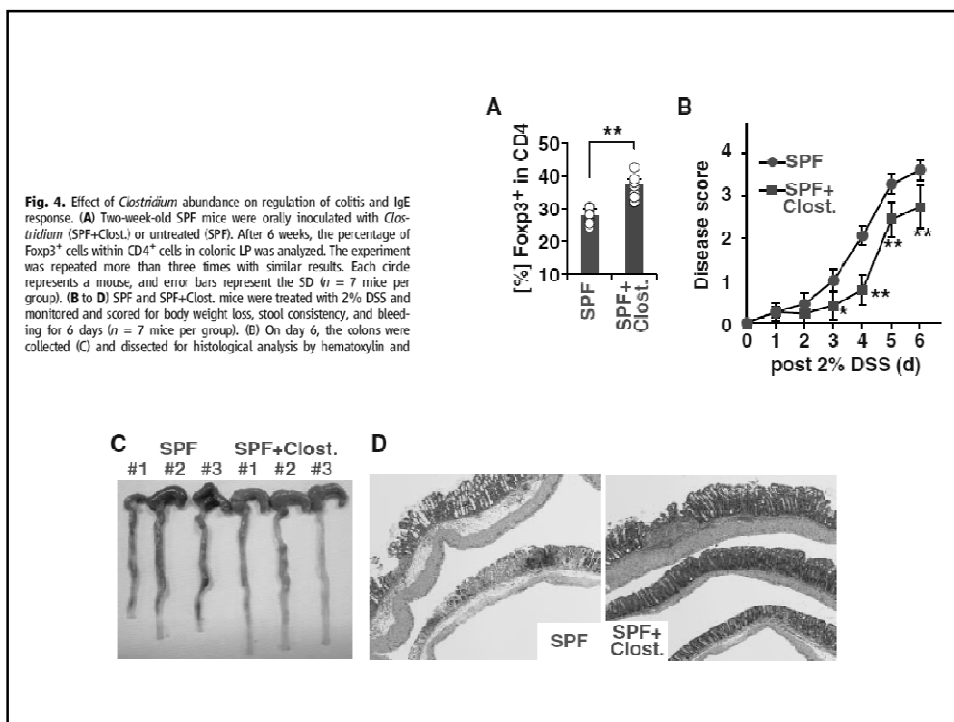 Fig. 4. Effect of Clostridium abundance on regulation of colitis and IgE
response. (A) Two-week-old SPF mice were orally inoculated with Clos-
tridium (SPF+Clost.) or untreated (SPF). After 6 weeks, the percentage of
Foxp3+ cells within CD4+ cells in colonic LP was analyzed. The experiment
was repeated more than three times with similar results. Each circle
represents a mouse, and error bars represent the SD (n = 7 mice per
group). (B to D) SPF and SPF+Clost. mice were treated with 2% DSS and
monitored and scored for body weight loss, stool consistency, and bleed-
ing for 6 days (n = 7 mice per group). (B) On day 6, the colons were
collected (C) and dissected for histological analysis by hematoxylin and
A
**
[%] Foxp3+ in CD4
50
40
30
20
10
SPF
SPF+
Clost.
B
Disease score
4
3
2
1
0
SPF
SPF+
Clost.
*
**
**
**
0 1 2 3 4 5 6
post 2% DSS (d)
C
SPF SPF+Clost.
#1 #2 #3 #1 #2 #3
D
SPF
SPF+
Clost.